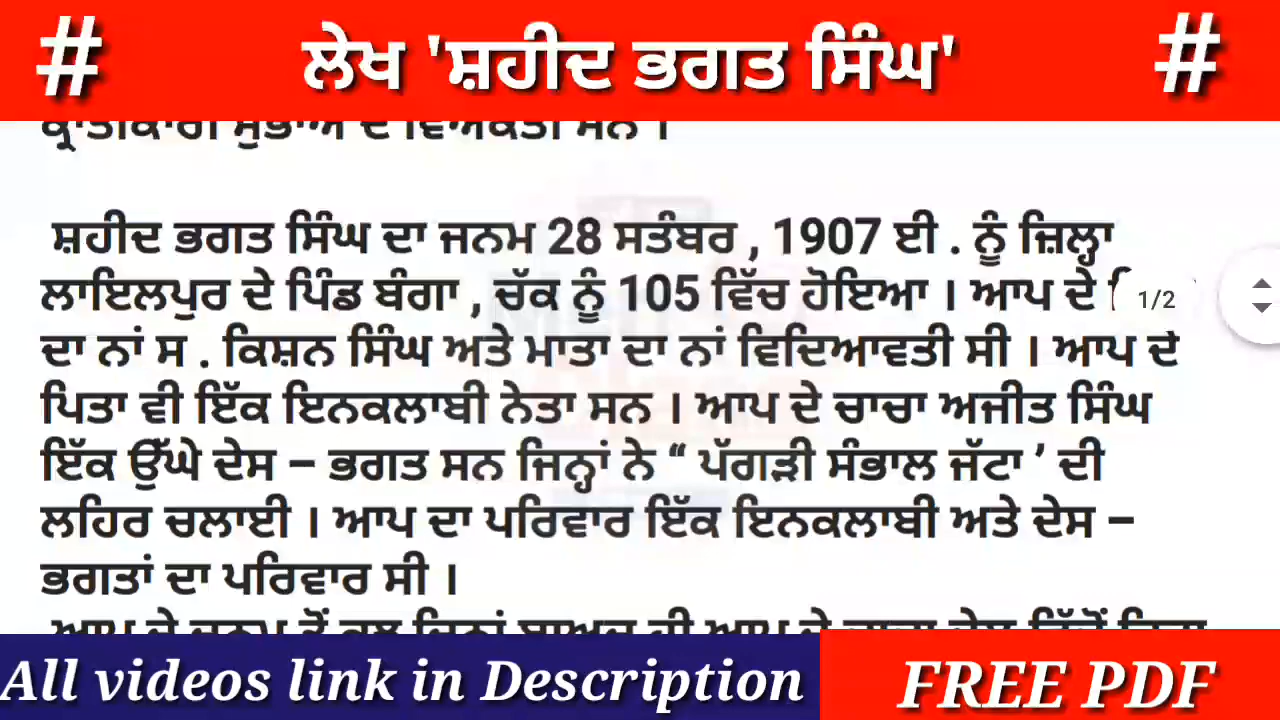 # ਲੇਖ 'ਸ਼ਹੀਦ ਭਗਤ ਸਿੰਘ' #
ਕ੍ਰਾਂਤੀਕਾਰੀ ਸੁਭਾਅ ਦੇ ਵਿਅਕਤੀ ਸਨ ।
ਸ਼ਹੀਦ ਭਗਤ ਸਿੰਘ ਦਾ ਜਨਮ 28 ਸਤੰਬਰ , 1907 ਈ . ਨੂੰ ਜ਼ਿਲ੍ਹਾ
ਲਾਇਲਪੁਰ ਦੇ ਪਿੰਡ ਬੰਗਾ , ਚੱਕ ਨੂੰ 105 ਵਿੱਚ ਹੋਇਆ । ਆਪ ਦੇ
1/2
ਦਾ ਨਾਂ ਸ . ਕਿਸ਼ਨ ਸਿੰਘ ਅਤੇ ਮਾਤਾ ਦਾ ਨਾਂ ਵਿਦਿਆਵਤੀ ਸੀ । ਆਪ ਦੇ
ਪਿਤਾ ਵੀ ਇੱਕ ਇਨਕਲਾਬੀ ਨੇਤਾ ਸਨ । ਆਪ ਦੇ ਚਾਚਾ ਅਜੀਤ ਸਿੰਘ
ਇੱਕ ਉੱਘੇ ਦੇਸ – ਭਗਤ ਸਨ ਜਿਨ੍ਹਾਂ ਨੇ “ ਪੱਗੜੀ ਸੰਭਾਲ ਜੱਟਾ ’ ਦੀ
ਲਹਿਰ ਚਲਾਈ । ਆਪ ਦਾ ਪਰਿਵਾਰ ਇੱਕ ਇਨਕਲਾਬੀ ਅਤੇ ਦੇਸ –
ਭਗਤਾਂ ਦਾ ਪਰਿਵਾਰ ਸੀ ।
All videos link in Description
FREE PDF